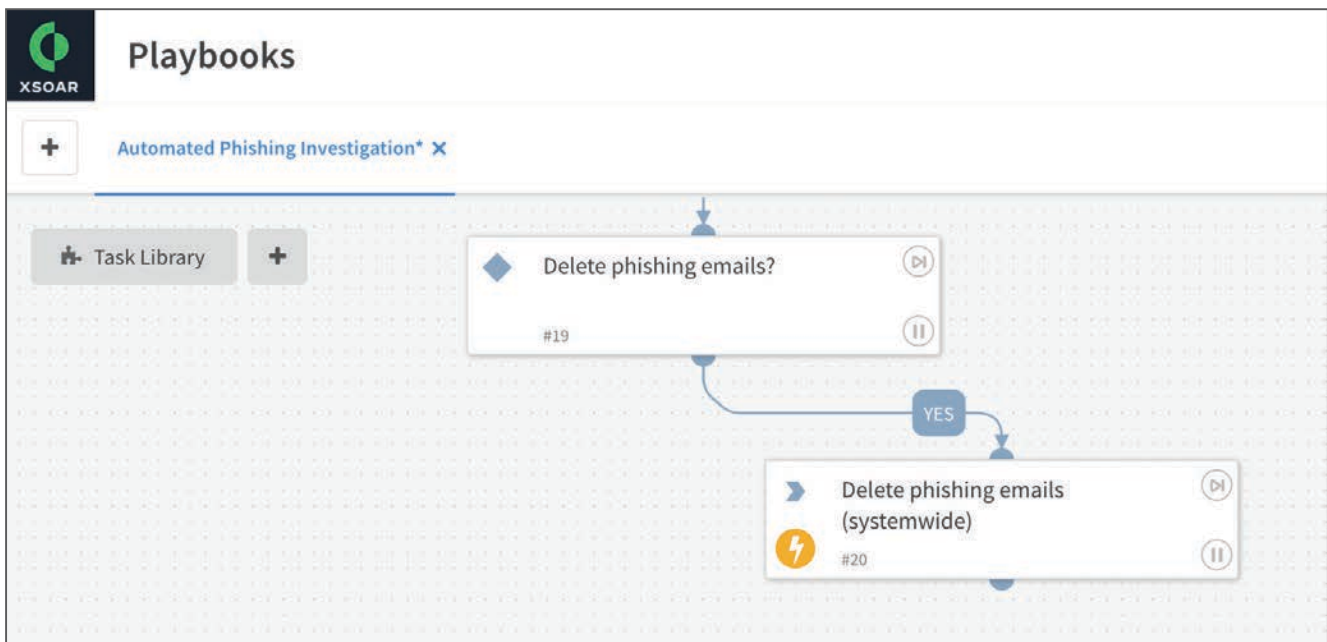 XSOAR
Playbooks
+
Automated Phishing Investigation* ✕
Task Library
+
Delete phishing emails?
#19
YES
Delete phishing emails
(systemwide)
#20